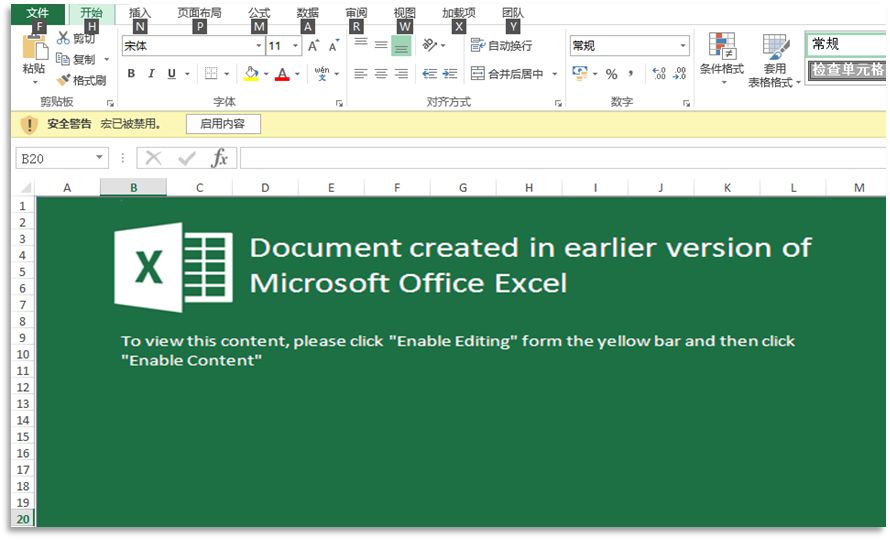 文件 开始 插入 页面布局 公式 数据 审阅 视图 加载项 团队
F H N P M A R W X Y
剪切
宋体 11 A A 自动换行 常规 常规
粘贴 复制 B I U A wén 文 合并后居中 % , .00 .00 条件格式 套用 检查单元格
格式刷 表格格式
剪贴板 字体 对齐方式 数字
安全警告 宏已被禁用。 启用内容
B20 fx
A B C D E F G H I J K L M
1
2
3
4
5
6
7
8
9
10
11
12
13
14
15
16
17
18
19
20
X
Document created in earlier version of
Microsoft Office Excel
To view this content, please click "Enable Editing" form the yellow bar and then click
"Enable Content"